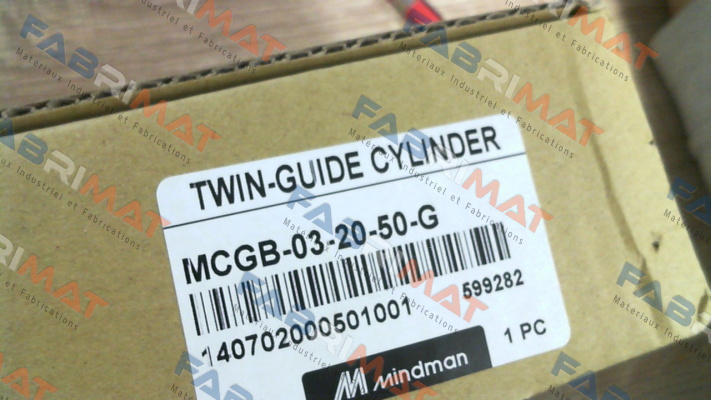 TWIN-GUIDE CYLINDER
MCGB-03-20-50-G
599282
140702000501001
1 PC
Mindman
FABRIMAT
Materiaux Industriel et Fabrications